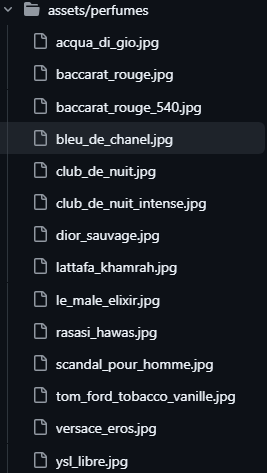 assets/perfumes
acqua_di_gio.jpg
baccarat_rouge.jpg
baccarat_rouge_540.jpg
bleu_de_chanel.jpg
club_de_nuit.jpg
club_de_nuit_intense.jpg
dior_sauvage.jpg
lattafa_khamrah.jpg
le_male_elixir.jpg
rasasi_hawas.jpg
scandal_pour_homme.jpg
tom_ford_tobacco_vanille.jpg
versace_eros.jpg
ysl_libre.jpg